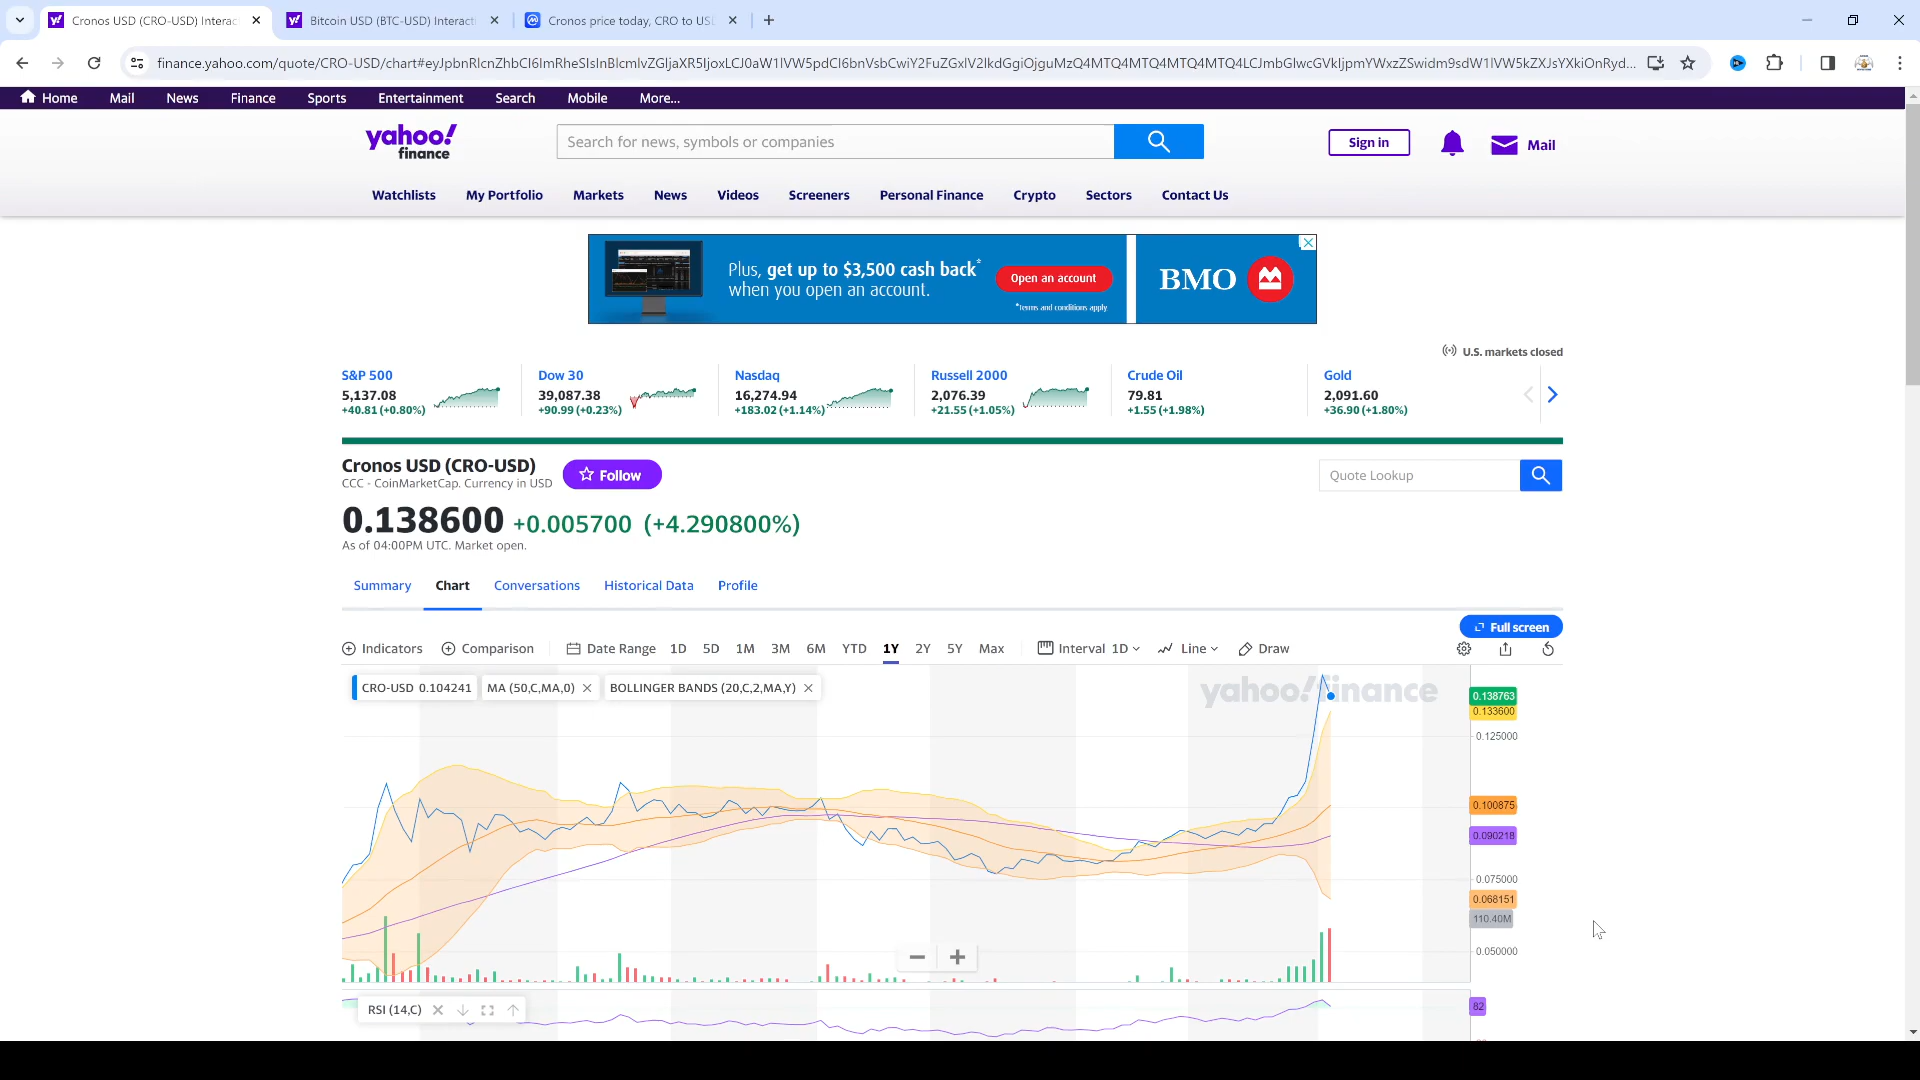 Cronos USD (CRO-USD) Interac
Bitcoin USD (BTC-USD) Interacti
Cronos price today, CRO to USD
Home Mail News Finance Sports Entertainment Search Mobile More...
yahoo!
finance
Search for news, symbols or companies
Sign in
Mail
Watchlists My Portfolio Markets News Videos Screeners Personal Finance Crypto Sectors Contact Us
Plus, get up to $3,500 cash back*
when you open an account.
Open an account
*Terms and conditions apply
BMO
U.S. markets closed
S&P 500
5,137.08
+40.81 (+0.80%)
Dow 30
39,087.38
+90.99 (+0.23%)
Nasdaq
16,274.94
+183.02 (+1.14%)
Russell 2000
2,076.39
+21.55 (+1.05%)
Crude Oil
79.81
+1.55 (+1.98%)
Gold
2,091.60
+36.90 (+1.80%)
Cronos USD (CRO-USD)
CCC - CoinMarketCap. Currency in USD
Follow
Quote Lookup
0.138600 +0.005700 (+4.290800%)
As of 04:00PM UTC. Market open.
Summary Chart Conversations Historical Data Profile
Full screen
Indicators Comparison Date Range 1D 5D 1M 3M 6M YTD 1Y 2Y 5Y Max Interval 1D Line Draw
CRO-USD 0.104241 MA (50,C,MA,0) BOLLINGER BANDS (20,C,2,MA,Y)
yahoo!finance
0.138763
0.133600
0.125000
0.100875
0.090218
0.075000
0.068151
110.40M
0.050000
RSI (14,C)
82